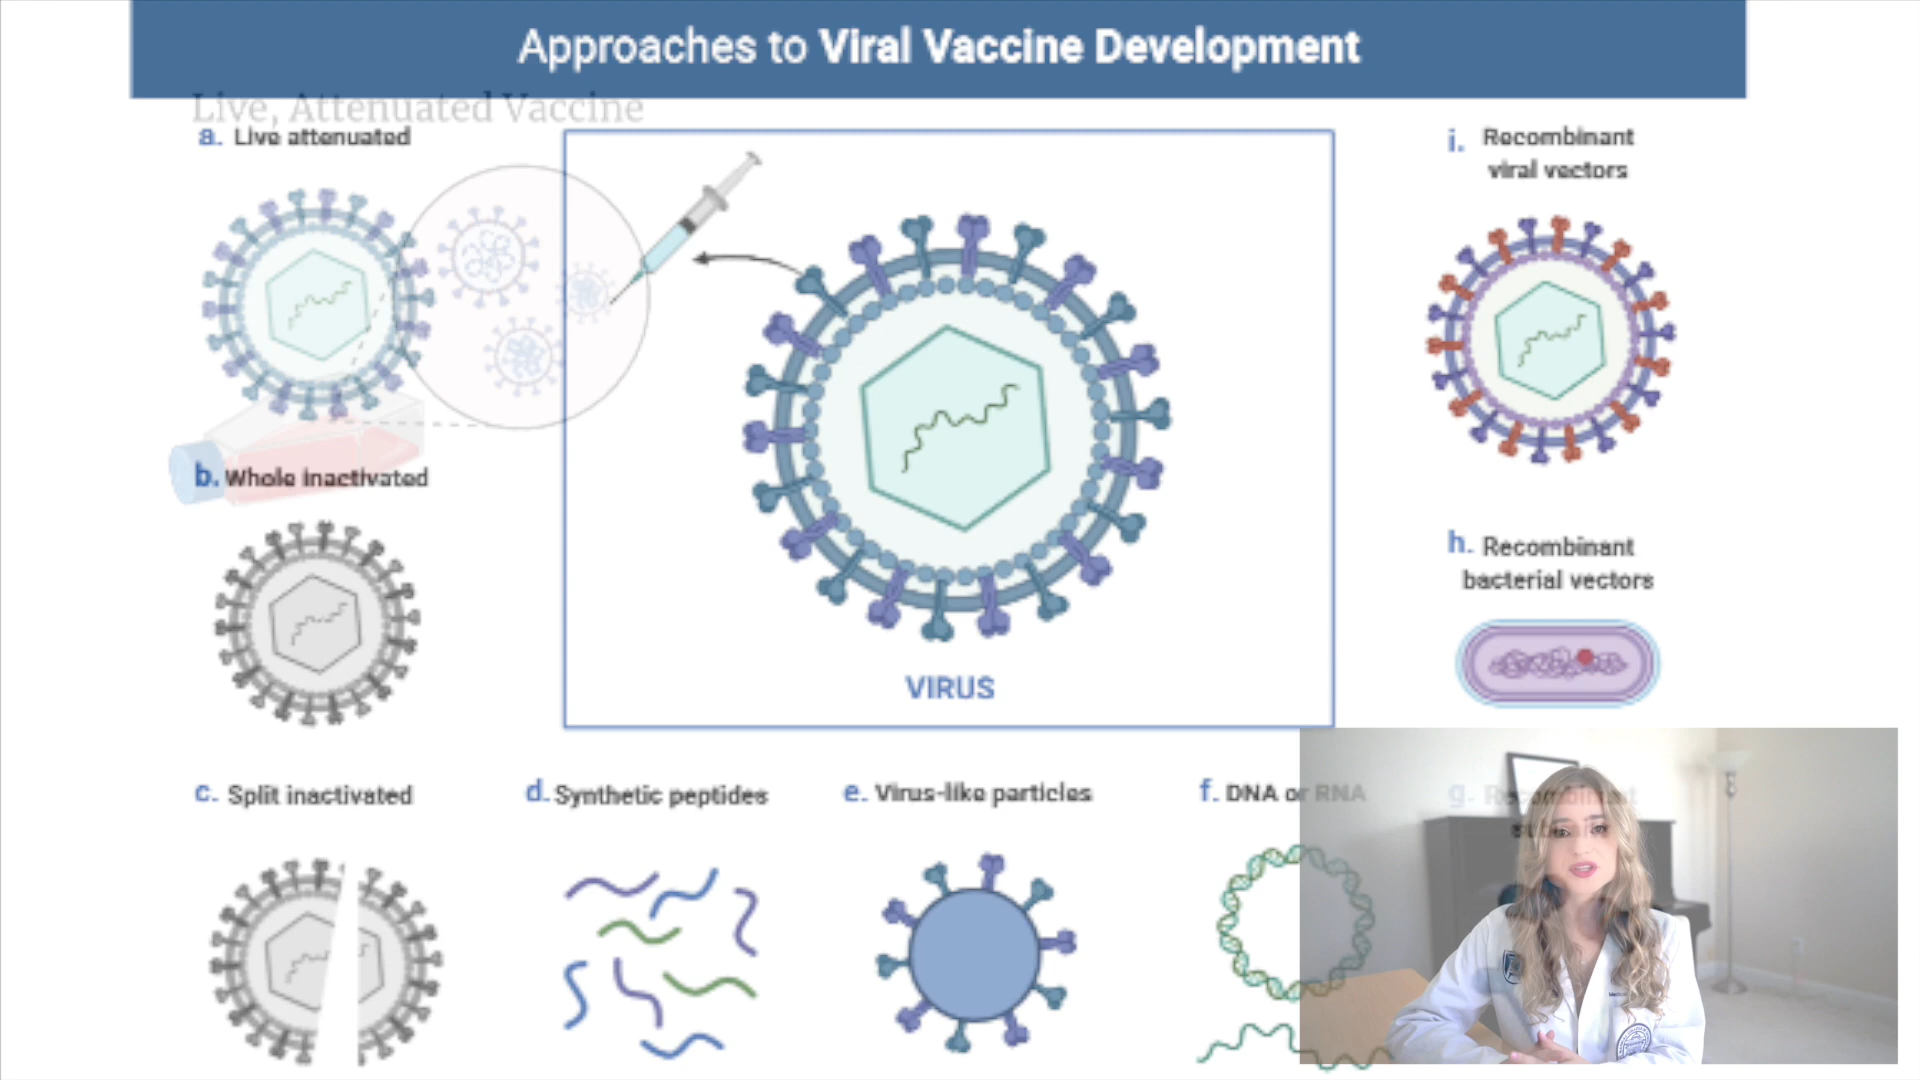 Approaches to Viral Vaccine Development
Live, Attenuated Vaccine
a. Live attenuated
i. Recombinant
viral vectors
b. Whole inactivated
h. Recombinant
bacterial vectors
VIRUS
c. Split inactivated
d. Synthetic peptides
e. Virus-like particles
f. DNA or RNA
g. Recombinant